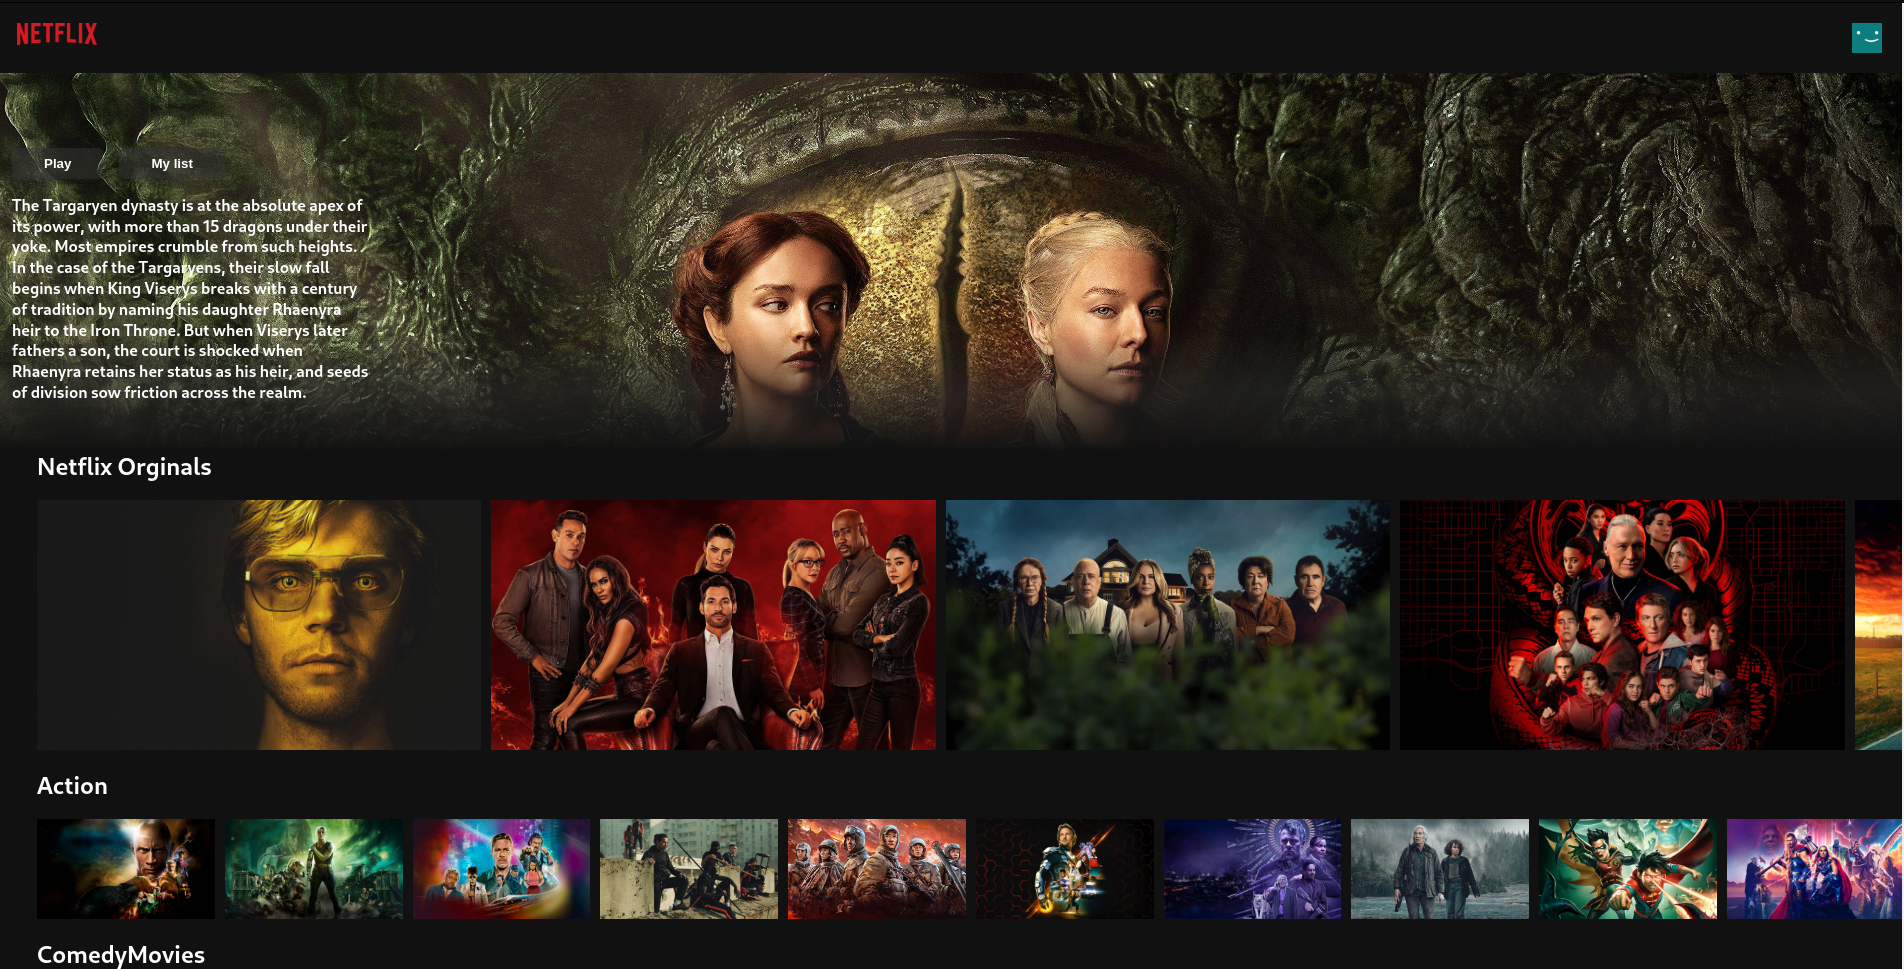 NETFLIX
Play
My list
The Targaryen dynasty is at the absolute apex of
its power, with more than 15 dragons under their
yoke. Most empires crumble from such heights.
In the case of the Targaryens, their slow fall
begins when King Viserys breaks with a century
of tradition by naming his daughter Rhaenyra
heir to the Iron Throne. But when Viserys later
fathers a son, the court is shocked when
Rhaenyra retains her status as his heir, and seeds
of division sow friction across the realm.
Netflix Orginals
Action
ComedyMovies